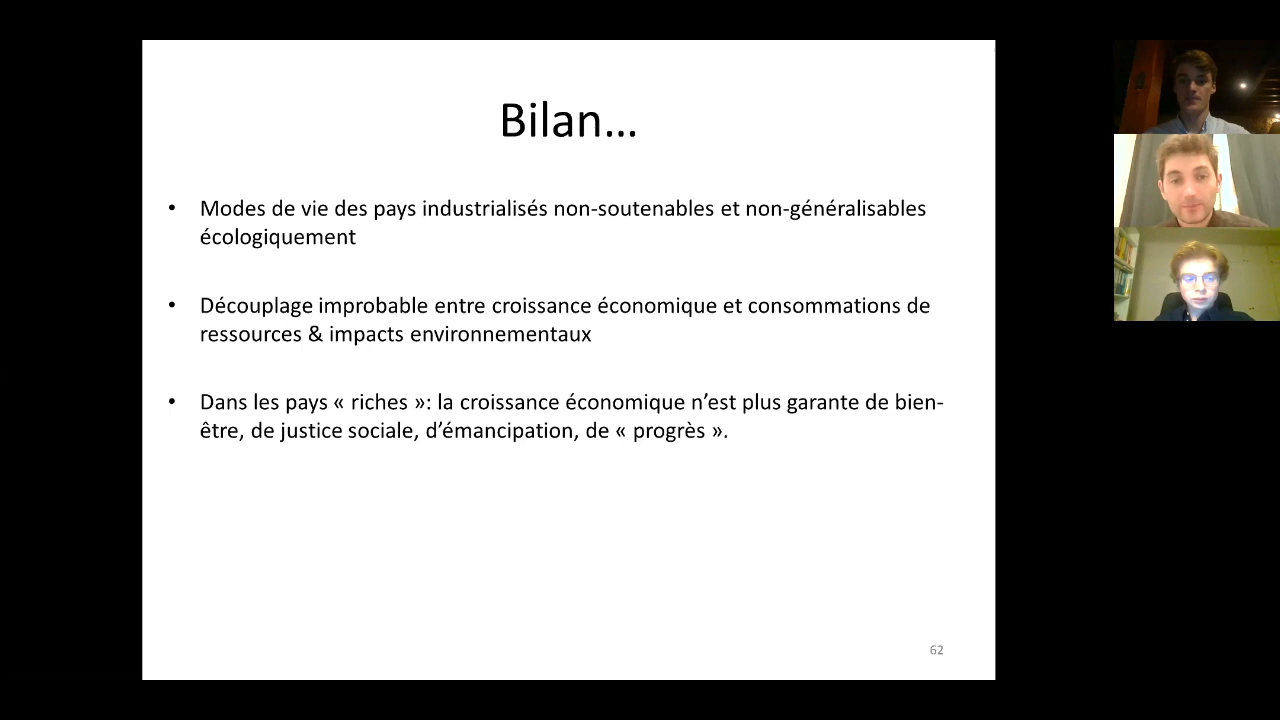 Bilan…
• Modes de vie des pays industrialisés non-soutenables et non-généralisables
écologiquement
• Découplage improbable entre croissance économique et consommations de
ressources & impacts environnementaux
• Dans les pays « riches »: la croissance économique n’est plus garante de bien-
être, de justice sociale, d’émancipation, de « progrès ».
62